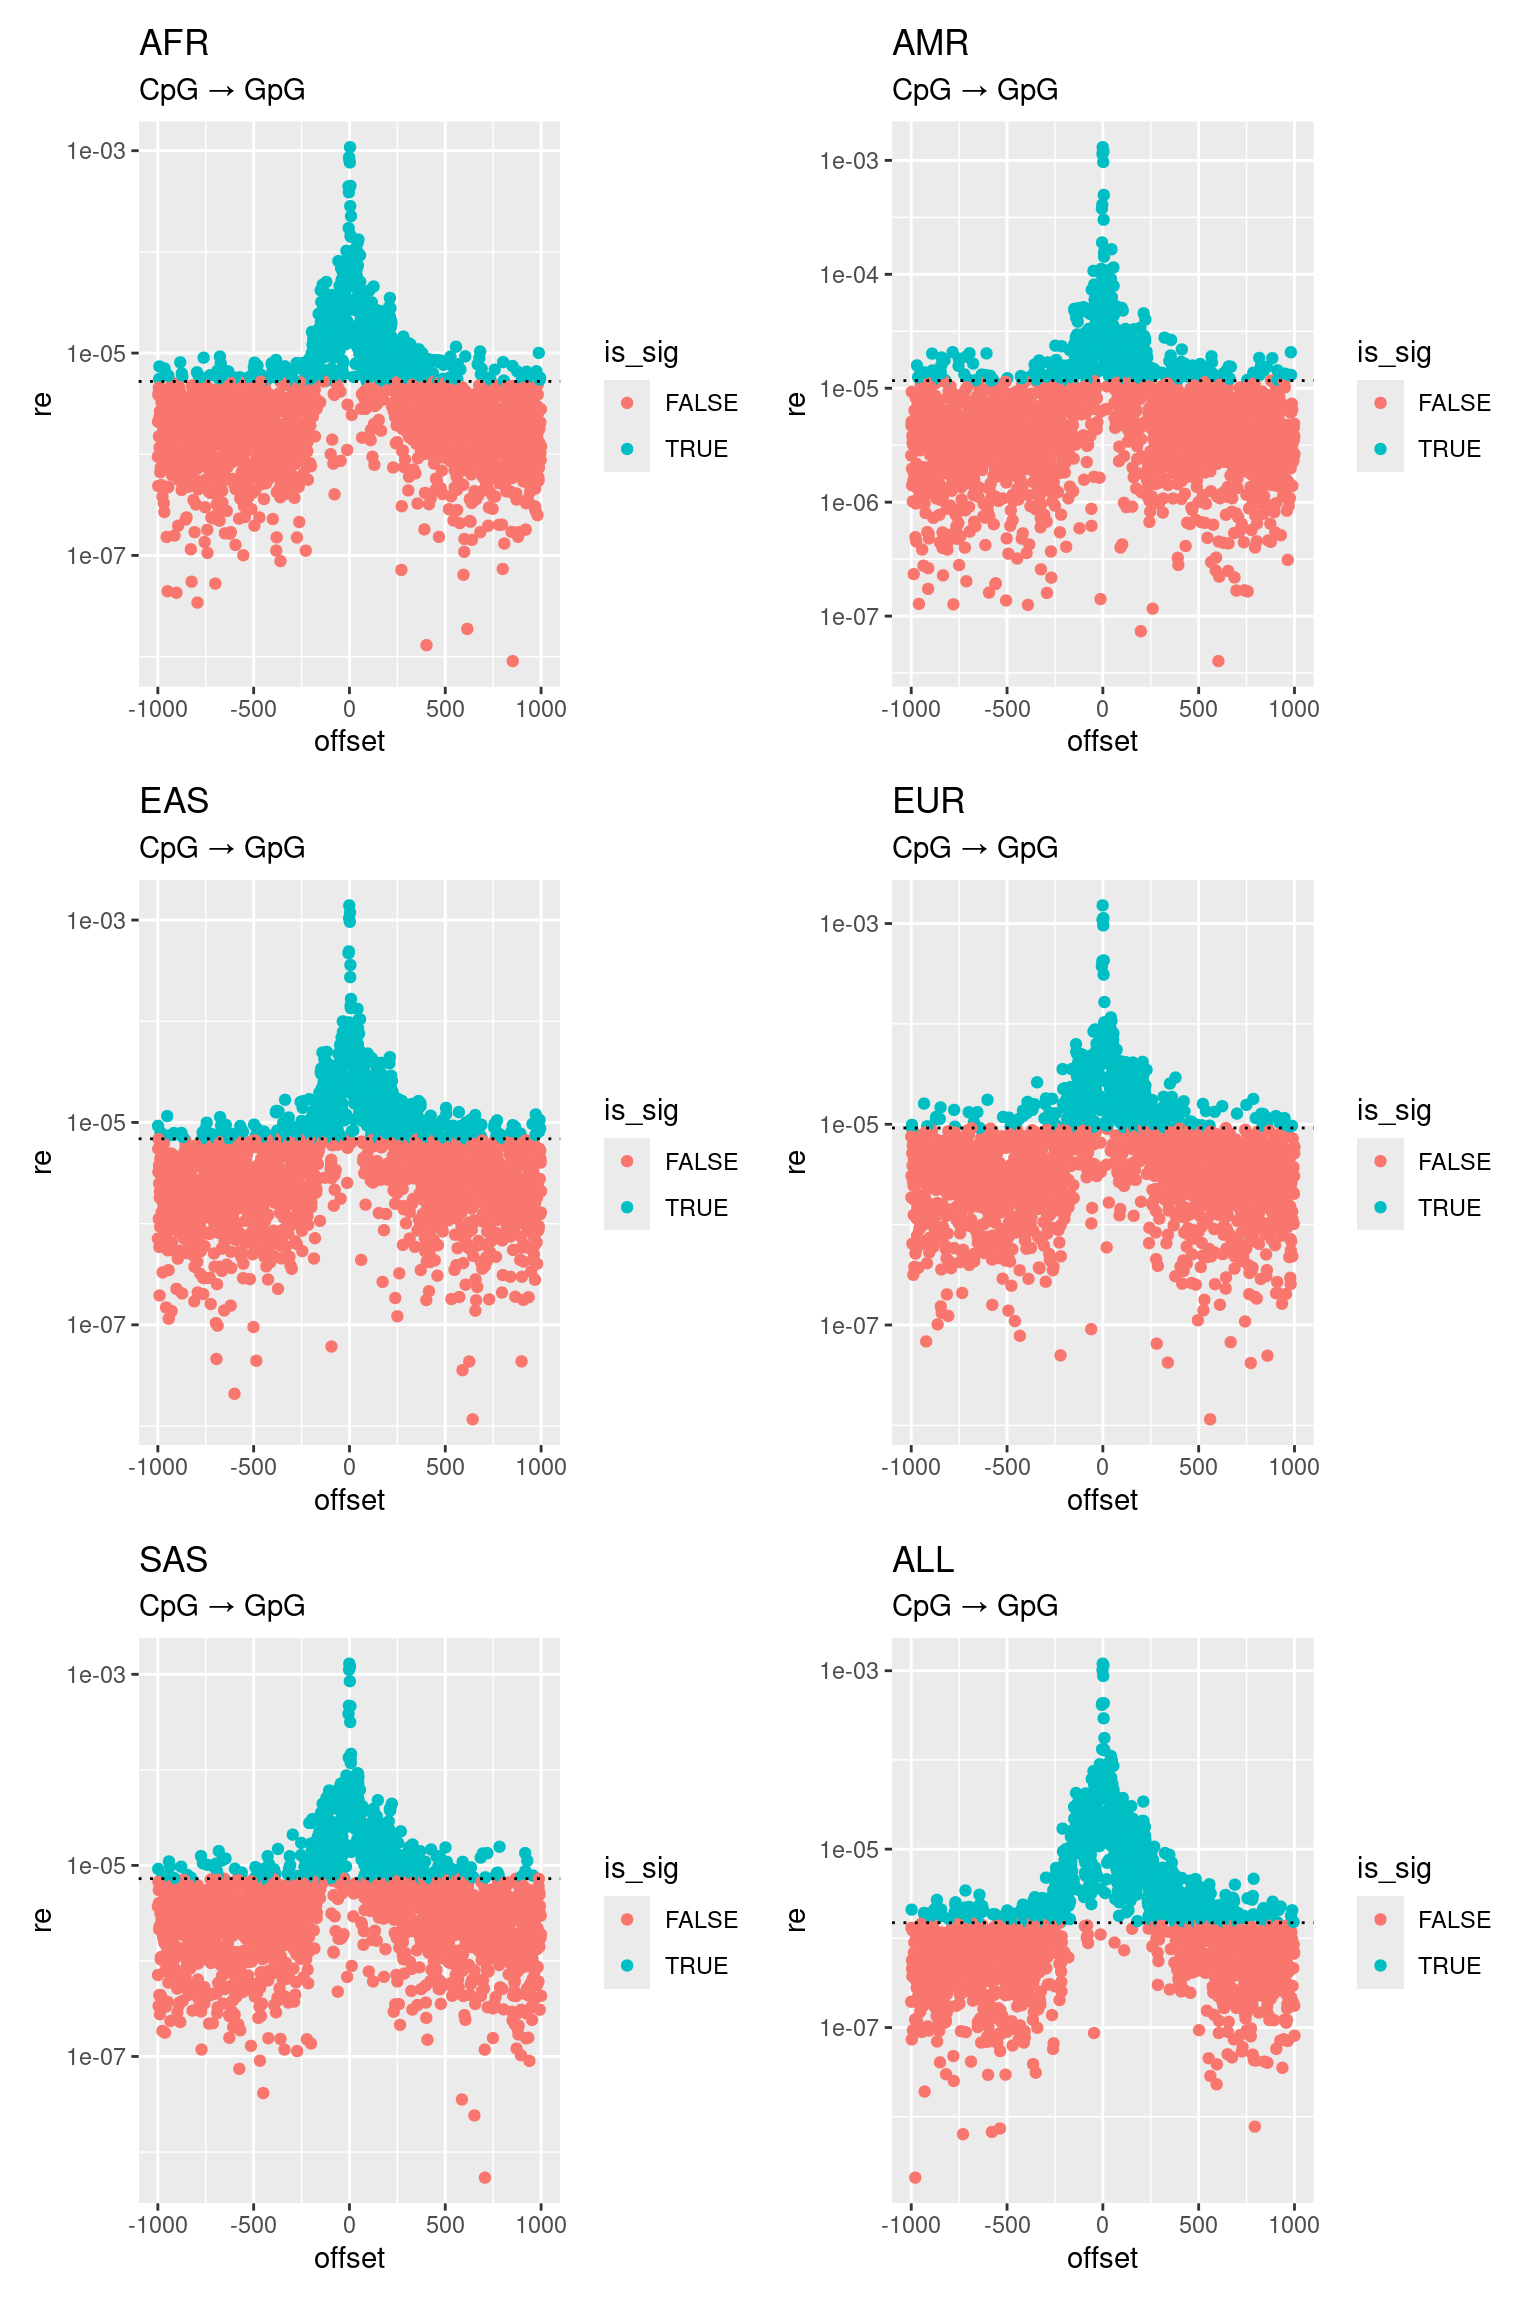 AFR
CpG → GpG
1e-03
1e-05
1e-07
re
-1000 -500 0 500 1000
offset
is_sig
FALSE
TRUE
AMR
CpG → GpG
1e-03
1e-04
1e-05
1e-06
1e-07
re
-1000 -500 0 500 1000
offset
is_sig
FALSE
TRUE
EAS
CpG → GpG
1e-03
1e-05
1e-07
re
-1000 -500 0 500 1000
offset
is_sig
FALSE
TRUE
EUR
CpG → GpG
1e-03
1e-05
1e-07
re
-1000 -500 0 500 1000
offset
is_sig
FALSE
TRUE
SAS
CpG → GpG
1e-03
1e-05
1e-07
re
-1000 -500 0 500 1000
offset
is_sig
FALSE
TRUE
ALL
CpG → GpG
1e-03
1e-05
1e-07
re
-1000 -500 0 500 1000
offset
is_sig
FALSE
TRUE